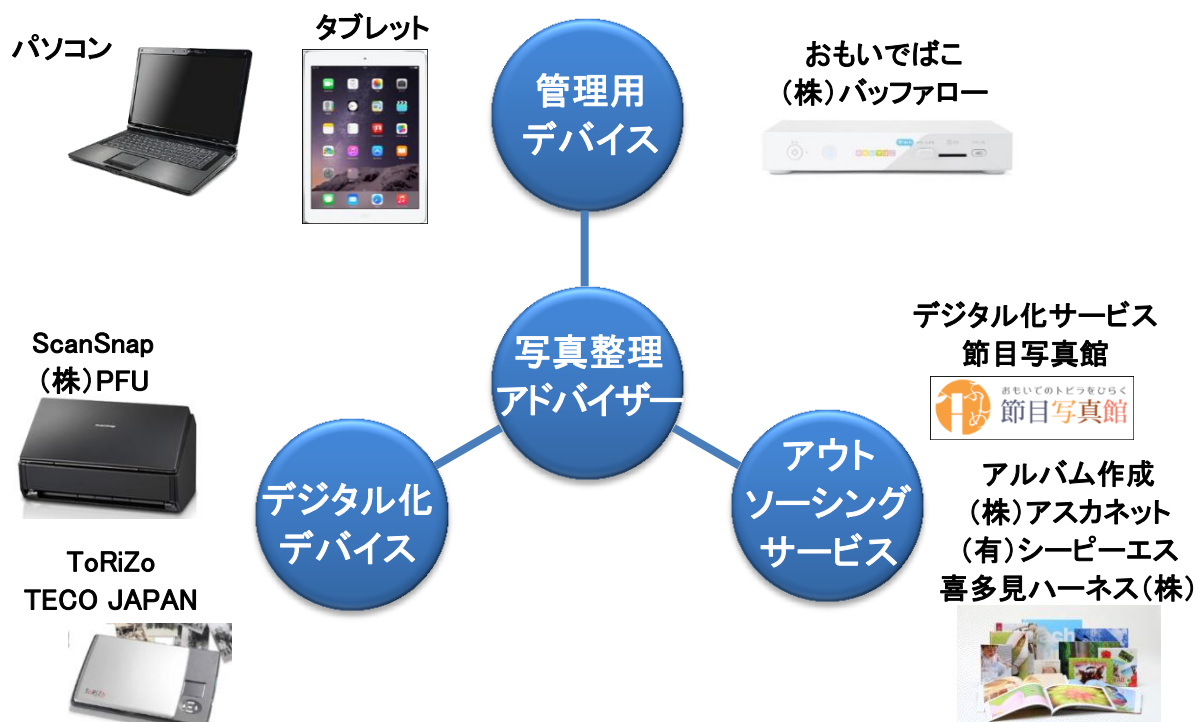 パソコン
タブレット
管理用
デバイス
おもいでばこ
(株)バッファロー
写真整理
アドバイザー
ScanSnap
(株)PFU
デジタル化
デバイス
ToRiZo
TECO JAPAN
ToRiZo
アウト
ソーシング
サービス
デジタル化サービス
節目写真館
ふしめ
おもいでのトビラをひらく
節目写真館
アルバム作成
(株)アスカネット
(有)シーピーエス
喜多見ハーネス(株)